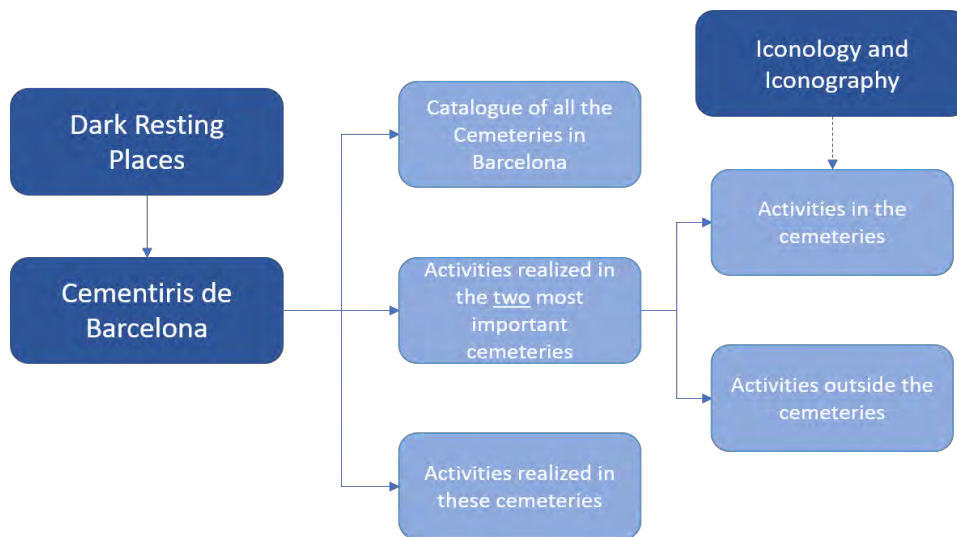 Dark Resting
Places
Cementiris de
Barcelona
Catalogue of all the
Cemeteries in
Barcelona
Activities realized in
the two most
important
cemeteries
Activities realized in
these cemeteries
Iconology and
Iconography
Activities in the
cemeteries
Activities outside the
cemeteries